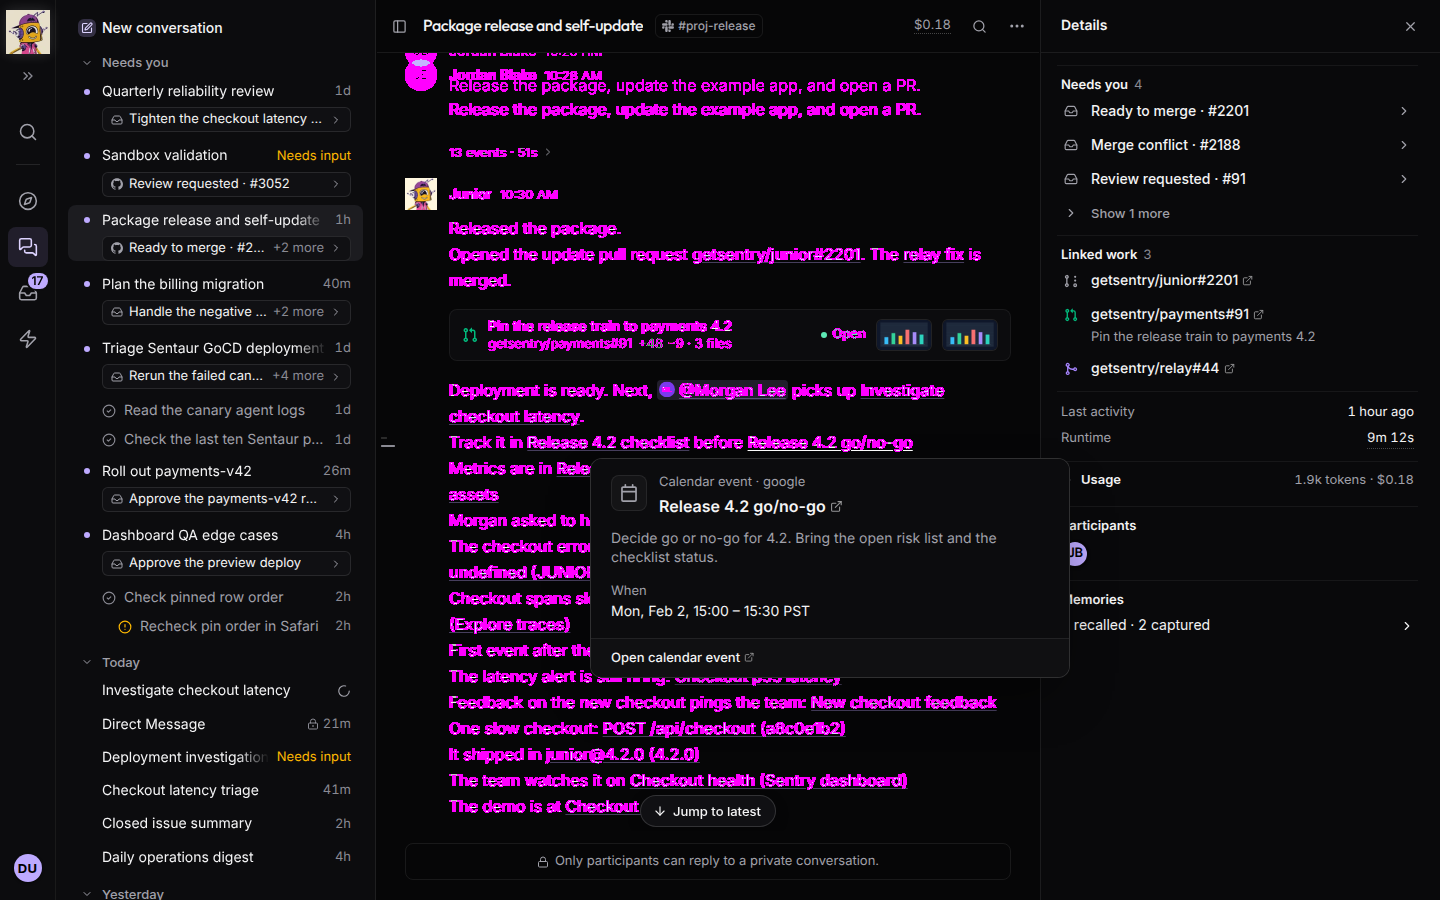 New conversation
Needs you
Quarterly reliability review 1d
Tighten the checkout latency ...
Sandbox validation Needs input
Review requested · #3052
Package release and self-update 1h
Ready to merge · #2... +2 more
17
Plan the billing migration 40m
Handle the negative ... +2 more
Triage Sentaur GoCD deployment 1d
Rerun the failed can... +4 more
Read the canary agent logs 1d
Check the last ten Sentaur p... 1d
Roll out payments-v42 26m
Approve the payments-v42 r...
Dashboard QA edge cases 4h
Approve the preview deploy
Check pinned row order 2h
Recheck pin order in Safari 2h
Today
Investigate checkout latency
Direct Message 21m
Deployment investigation Needs input
Checkout latency triage 41m
Closed issue summary 2h
Daily operations digest 4h
Yesterday
DU
Package release and self-update #proj-release $0.18
Jordan Blake 10:28 AM
Release the package, update the example app, and open a PR.
Release the package, update the example app, and open a PR.
13 events · 51s
Junior 10:30 AM
Released the package.
Opened the update pull request getsentry/junior#2201. The relay fix is
merged.
Pin the release train to payments 4.2
getsentry/payments#91 +48 −9 · 3 files
Open
Deployment is ready. Next, @Morgan Lee picks up Investigate
checkout latency.
Track it in Release 4.2 checklist before Release 4.2 go/no-go
Metrics are in
assets
Morgan asked to
The checkout
undefined
Checkout spans
(Explore traces)
First event after
The latency alert is still firing: Checkout p95 latency
Feedback on the new checkout pings the team: New checkout feedback
One slow checkout: POST /api/checkout (a8c0e1b2)
It shipped in junior@4.2.0 (4.2.0)
The team watches it on Checkout health (Sentry dashboard)
The demo is at Checkout
Jump to latest
Only participants can reply to a private conversation.
Calendar event · google
Release 4.2 go/no-go
Decide go or no-go for 4.2. Bring the open risk list and the
checklist status.
When
Mon, Feb 2, 15:00 – 15:30 PST
Open calendar event
Details
Needs you 4
Ready to merge · #2201
Merge conflict · #2188
Review requested · #91
Show 1 more
Linked work 3
getsentry/junior#2201
getsentry/payments#91
Pin the release train to payments 4.2
getsentry/relay#44
Last activity 1 hour ago
Runtime 9m 12s
Usage 1.9k tokens · $0.18
articipants
JB
emories
recalled · 2 captured